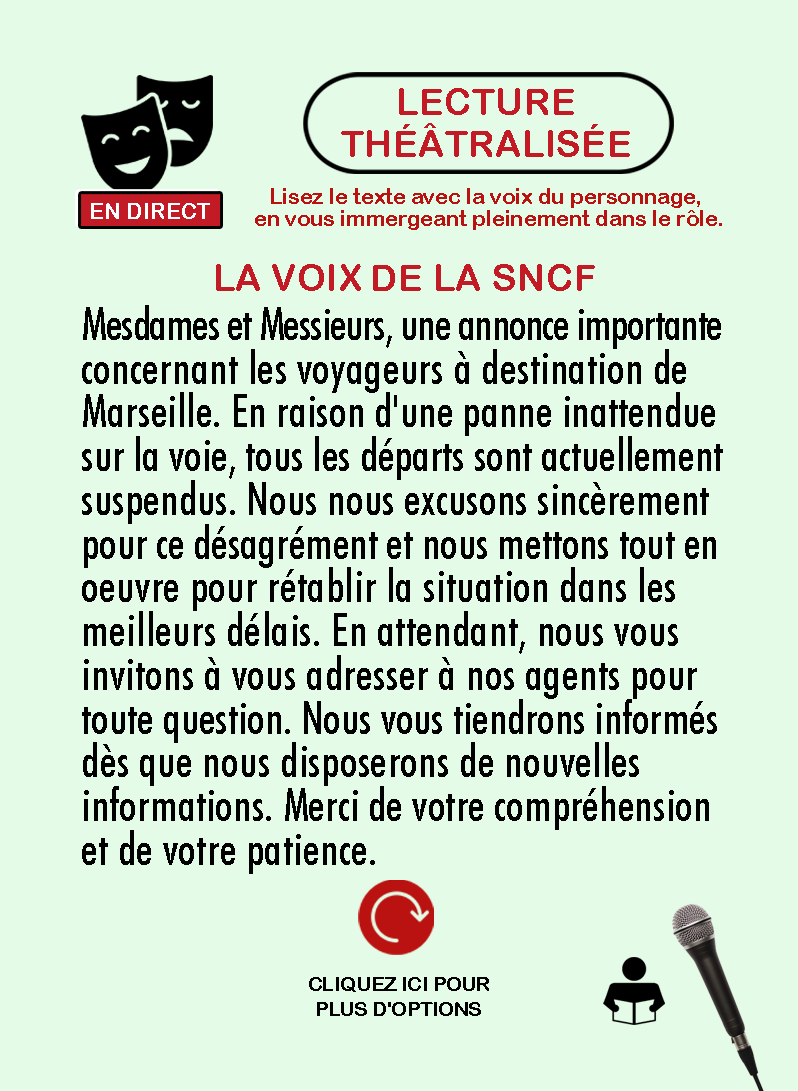 LECTURE
THÉÂTRALISÉE
EN DIRECT
Lisez le texte avec la voix du personnage,
en vous immergeant pleinement dans le rôle.
LA VOIX DE LA SNCF
Mesdames et Messieurs, une annonce importante
concernant les voyageurs à destination de
Marseille. En raison d'une panne inattendue
sur la voie, tous les départs sont actuellement
suspendus. Nous nous excusons sincèrement
pour ce désagrément et nous mettons tout en
oeuvre pour rétablir la situation dans les
meilleurs délais. En attendant, nous vous
invitons à vous adresser à nos agents pour
toute question. Nous vous tiendrons informés
dès que nous disposerons de nouvelles
informations. Merci de votre compréhension
et de votre patience.
CLIQUEZ ICI POUR
PLUS D'OPTIONS